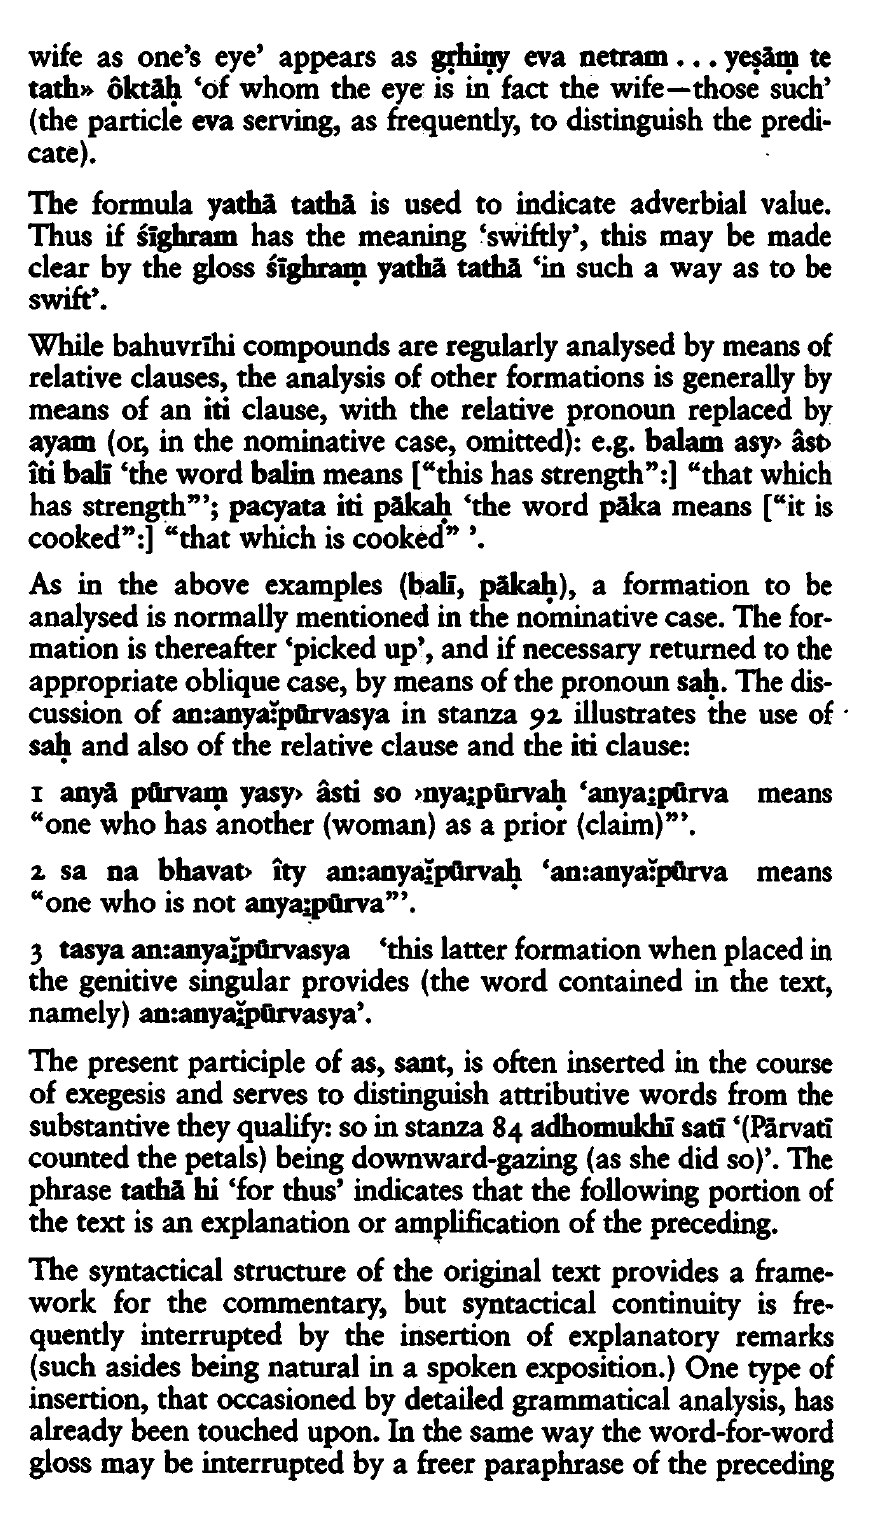 wife as one’s eye’ appears as gṛhiṇy eva netram . . . yeṣāṃ te
tath» ôktāḥ ‘of whom the eye is in fact the wife—those such’
(the particle eva serving, as frequently, to distinguish the predi-
cate).
The formula yathā tathā is used to indicate adverbial value.
Thus if śīghram has the meaning ‘swiftly’, this may be made
clear by the gloss śīghraṃ yathā tathā ‘in such a way as to be
swift’.
While bahuvrīhi compounds are regularly analysed by means of
relative clauses, the analysis of other formations is generally by
means of an iti clause, with the relative pronoun replaced by
ayam (or, in the nominative case, omitted): e.g. balam asy› âst›
îti balī ‘the word balin means [“this has strength”:] “that which
has strength”’; pacyata iti pākaḥ ‘the word pāka means [“it is
cooked”:] “that which is cooked” ’.
As in the above examples (balī, pākaḥ), a formation to be
analysed is normally mentioned in the nominative case. The for-
mation is thereafter ‘picked up’, and if necessary returned to the
appropriate oblique case, by means of the pronoun saḥ. The dis-
cussion of an:anya:̆pūrvasya in stanza 92 illustrates the use of
saḥ and also of the relative clause and the iti clause:
1 anyā pūrvaṃ yasy› âsti so ›nya;pūrvaḥ ‘anya;pūrva means
“one who has another (woman) as a prior (claim)”’.
2 sa na bhavat› îty an:anya;̆pūrvaḥ ‘an:anya:̆pūrva means
“one who is not anya;pūrva”’.
3 tasya an:anya;̆pūrvasya ‘this latter formation when placed in
the genitive singular provides (the word contained in the text,
namely) an:anya;̆pūrvasya’.
The present participle of as, sant, is often inserted in the course
of exegesis and serves to distinguish attributive words from the
substantive they qualify: so in stanza 84 adhomukhī satī ‘(Pārvatī
counted the petals) being downward-gazing (as she did so)’. The
phrase tathā hi ‘for thus’ indicates that the following portion of
the text is an explanation or amplification of the preceding.
The syntactical structure of the original text provides a frame-
work for the commentary, but syntactical continuity is fre-
quently interrupted by the insertion of explanatory remarks
(such asides being natural in a spoken exposition.) One type of
insertion, that occasioned by detailed grammatical analysis, has
already been touched upon. In the same way the word-for-word
gloss may be interrupted by a freer paraphrase of the preceding